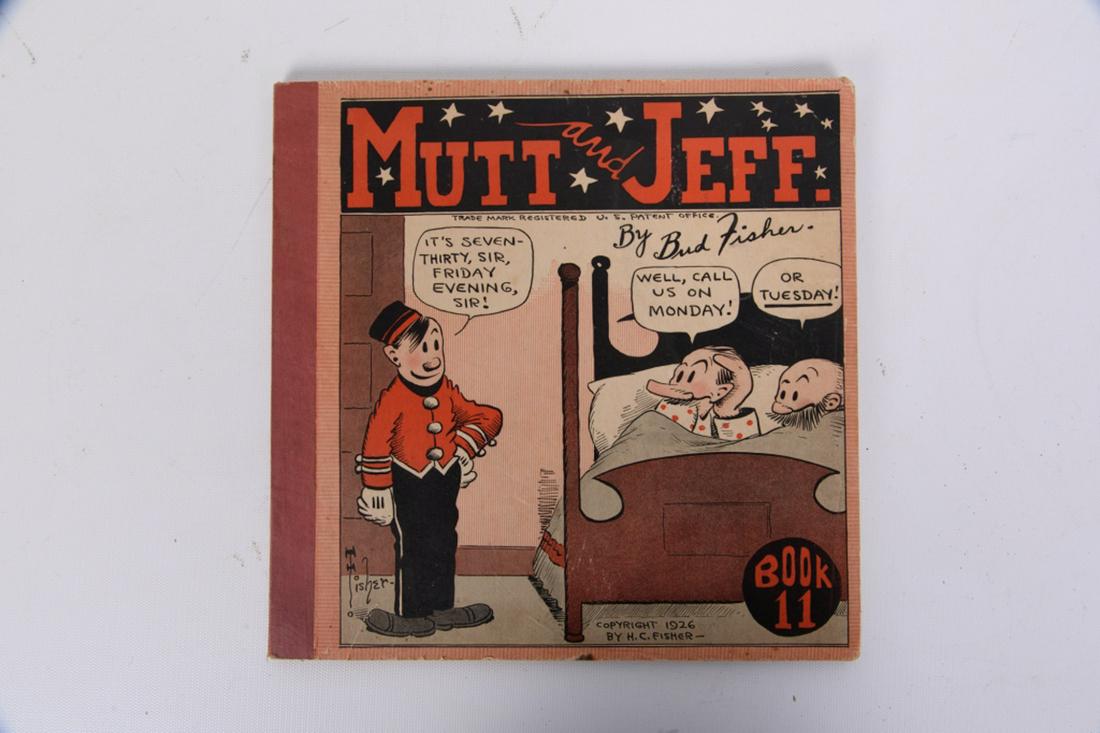 MUTT and JEFF.
TRADE MARK REGISTERED U. S. PATENT OFFICE.
By Bud Fisher.
IT'S SEVEN-
THIRTY, SIR,
FRIDAY
EVENING,
SIR!
WELL, CALL
US ON
MONDAY!
OR
TUESDAY!
Fisher
BOOK
11
COPYRIGHT 1926
BY H. C. FISHER—